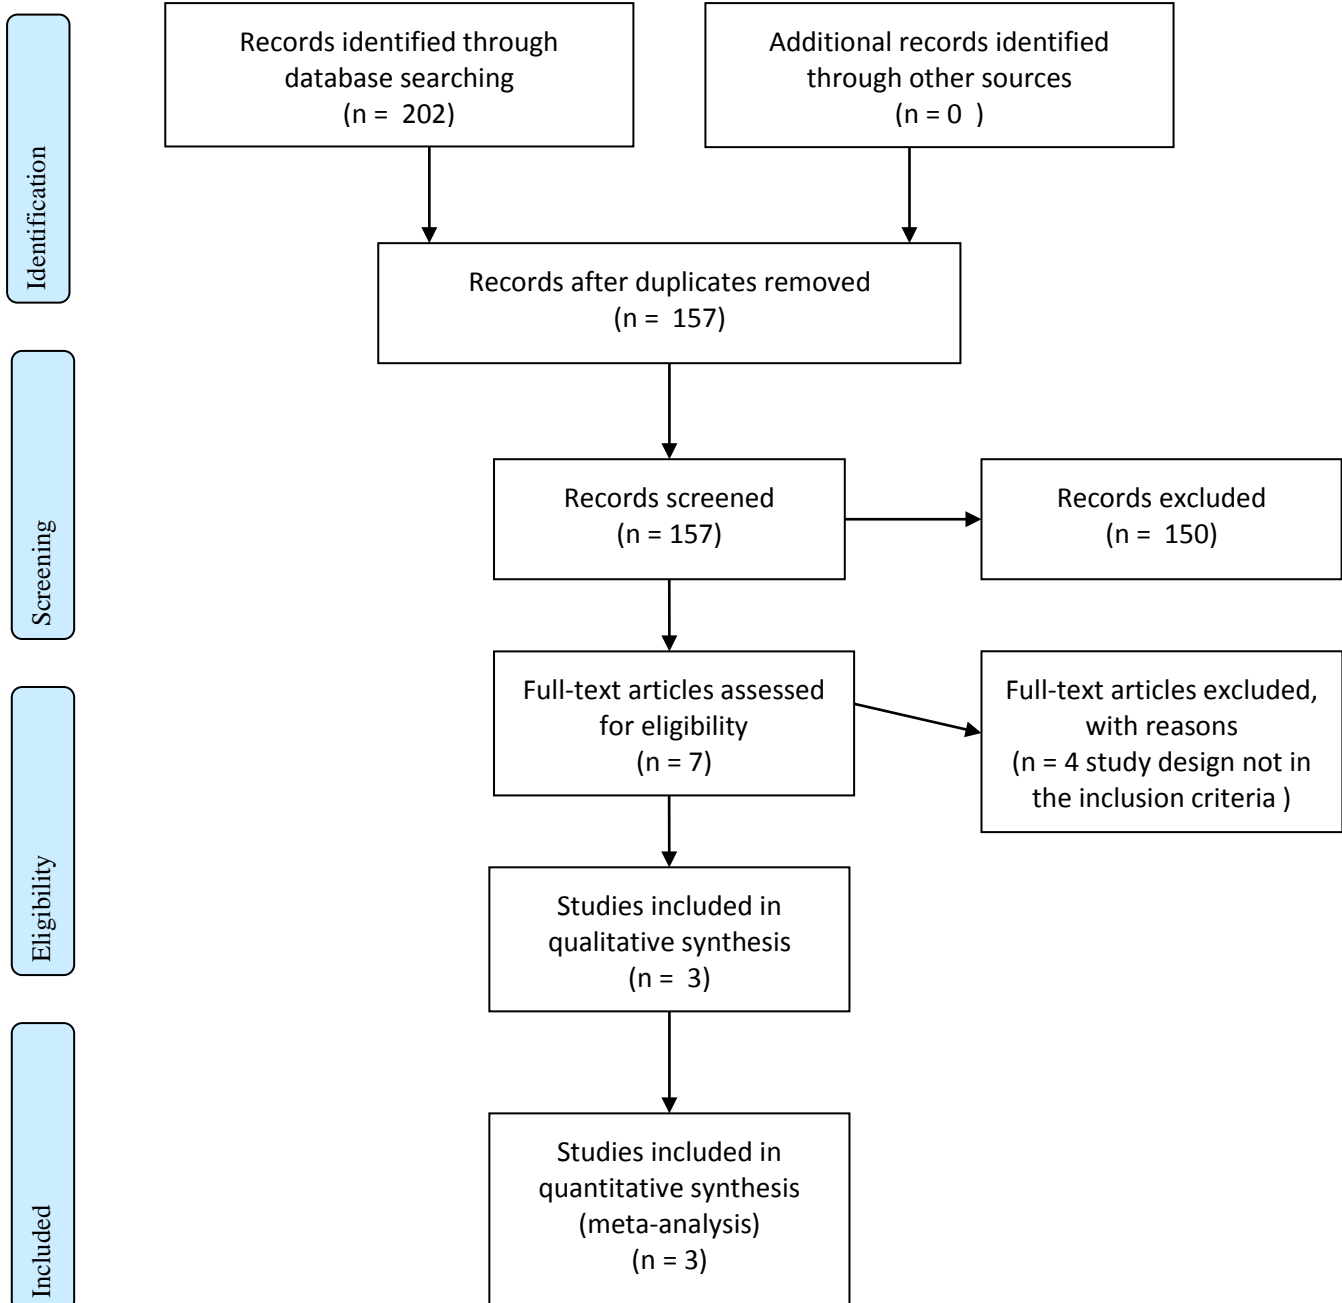 Identification
Records identified through
database searching
(n =  202)
Additional records identified
through other sources
(n = 0  )
Records after duplicates removed
(n =  157)
Screening
Records screened
(n = 157)
Records excluded
(n =  150)
Eligibility
Full-text articles assessed
for eligibility
(n = 7)
Full-text articles excluded,
with reasons
(n = 4 study design not in
the inclusion criteria )
Studies included in
qualitative synthesis
(n =  3)
Included
Studies included in
quantitative synthesis
(meta-analysis)
(n = 3)